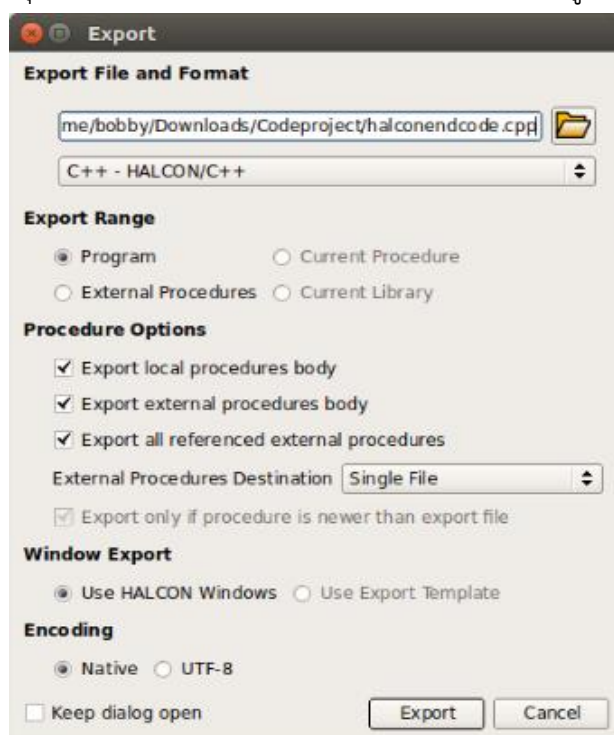 Export
Export File and Format
me/bobby/Downloads/Codeproject/halconendcode.cpp
C++ - HALCON/C++
Export Range
Program Current Procedure
External Procedures Current Library
Procedure Options
Export local procedures body
Export external procedures body
Export all referenced external procedures
External Procedures Destination Single File
Export only if procedure is newer than export file
Window Export
Use HALCON Windows Use Export Template
Encoding
Native UTF-8
Keep dialog open Export Cancel